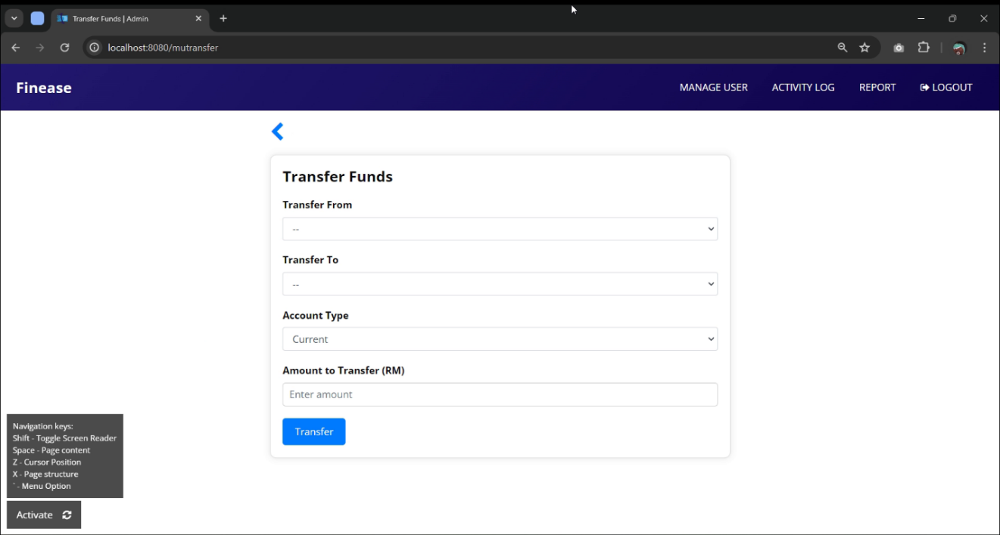 Transfer Funds | Admin
localhost:8080/mutransfer
Finease
MANAGE USER
ACTIVITY LOG
REPORT
LOGOUT
Transfer Funds
Transfer From
--
Transfer To
--
Account Type
Current
Amount to Transfer (RM)
Enter amount
Transfer
Navigation keys:
Shift - Toggle Screen Reader
Space - Page content
Z - Cursor Position
X - Page structure
` - Menu Option
Activate